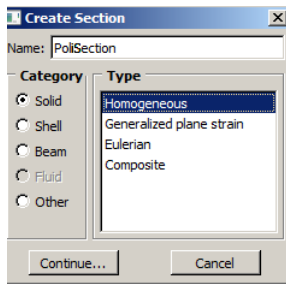 Create Section
Name: PoliSection
Category
Type
Solid
Shell
Beam
Fluid
Other
Homogeneous
Generalized plane strain
Eulerian
Composite
Continue...
Cancel